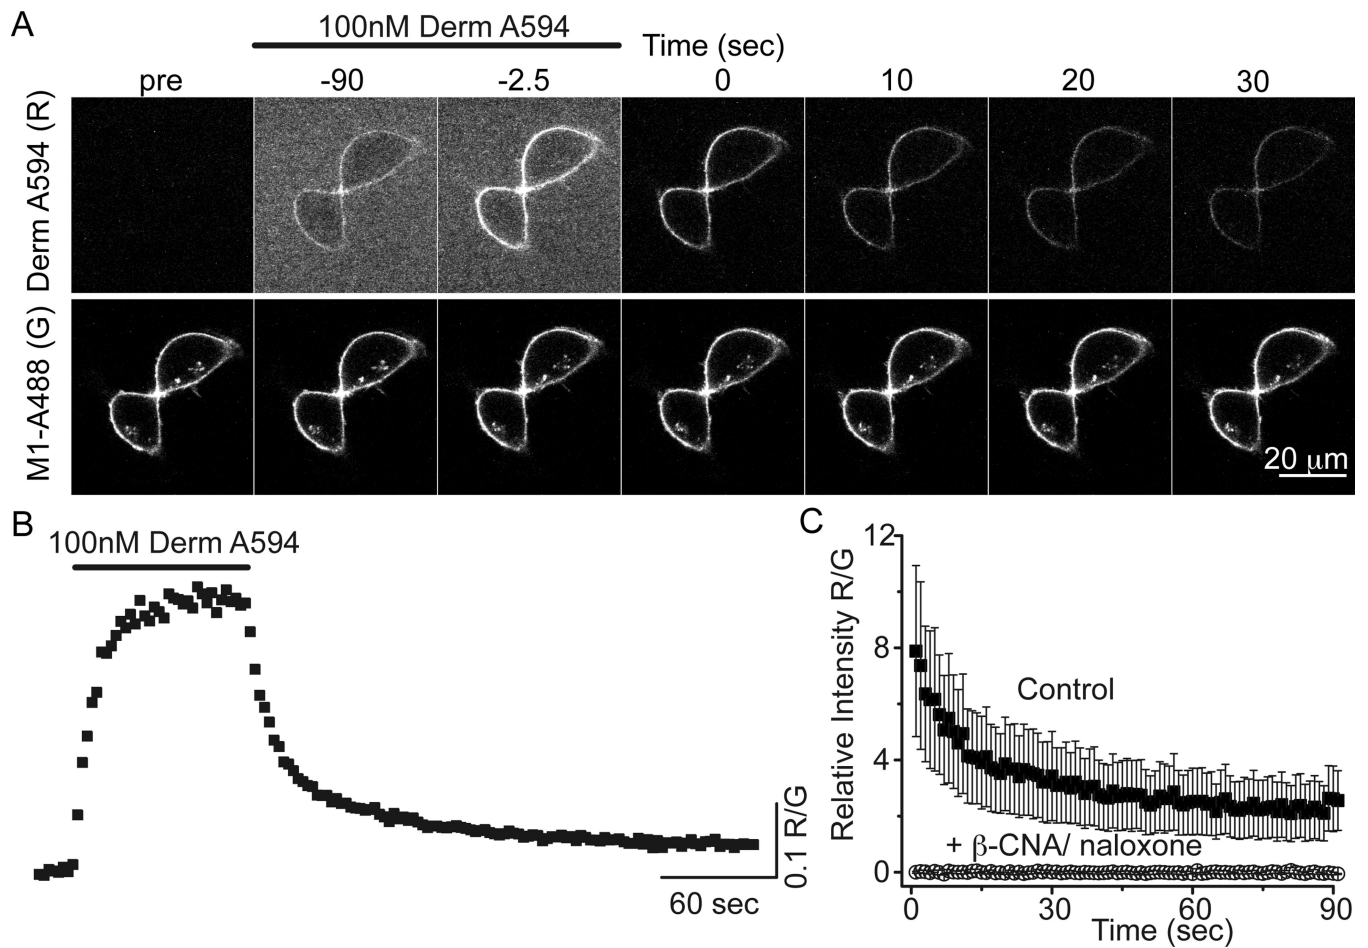 A
100nM Derm A594
Time (sec)
pre
-90
-2.5
0
10
20
30
Derm A594 (R)
M1-A488 (G)
20 μm
B
100nM Derm A594
0.1 R/G
60 sec
C
Relative Intensity R/G
12
8
4
0
Control
+ β-CNA/ naloxone
0
30
60
90
Time (sec)